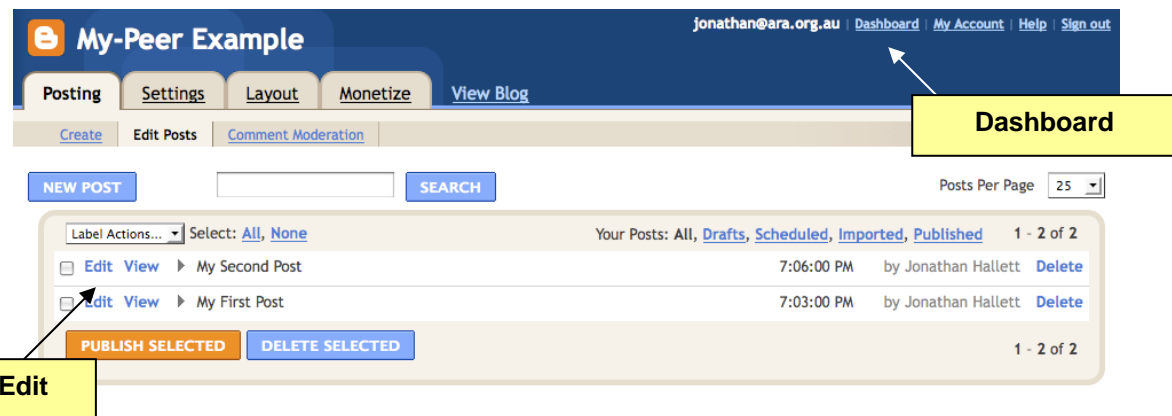 jonathan@ara.org.au | Dashboard | My Account | Help | Sign out
My-Peer Example
Posting Settings Layout Monetize View Blog
Dashboard
Create Edit Posts Comment Moderation
NEW POST SEARCH Posts Per Page 25
Label Actions... Select: All, None Your Posts: All, Drafts, Scheduled, Imported, Published 1 - 2 of 2
Edit View My Second Post 7:06:00 PM by Jonathan Hallett Delete
Edit View My First Post 7:03:00 PM by Jonathan Hallett Delete
PUBLISH SELECTED DELETE SELECTED 1 - 2 of 2
Edit